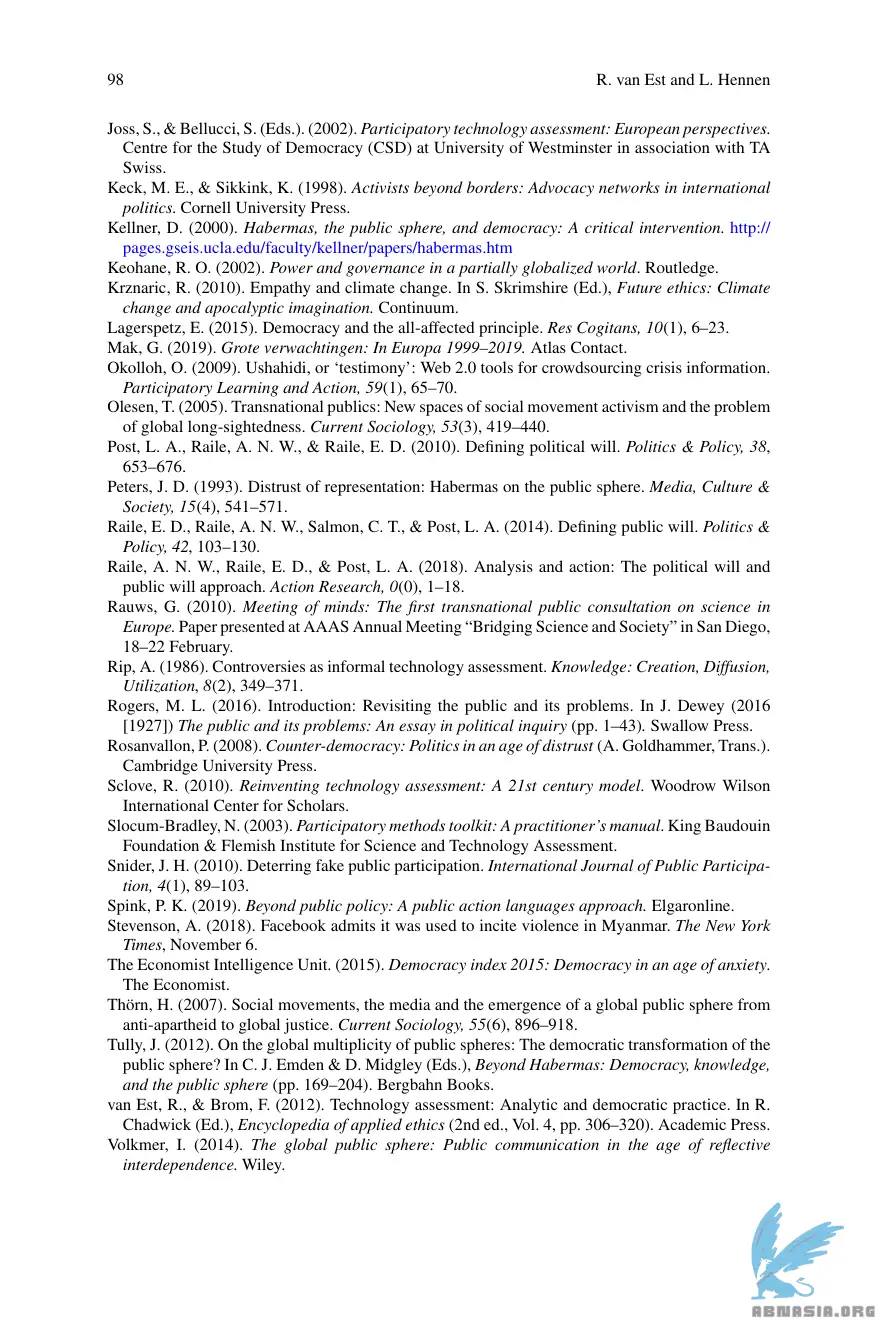 98 R. van Est and L. Hennen
Joss, S., & Bellucci, S. (Eds.). (2002). Participatory technology assessment: European perspectives.
Centre for the Study of Democracy (CSD) at University of Westminster in association with TA
Swiss.
Keck, M. E., & Sikkink, K. (1998). Activists beyond borders: Advocacy networks in international
politics. Cornell University Press.
Kellner, D. (2000). Habermas, the public sphere, and democracy: A critical intervention. http://
pages.gseis.ucla.edu/faculty/kellner/papers/habermas.htm
Keohane, R. O. (2002). Power and governance in a partially globalized world. Routledge.
Krznaric, R. (2010). Empathy and climate change. In S. Skrimshire (Ed.), Future ethics: Climate
change and apocalyptic imagination. Continuum.
Lagerspetz, E. (2015). Democracy and the all-affected principle. Res Cogitans, 10(1), 6–23.
Mak, G. (2019). Grote verwachtingen: In Europa 1999–2019. Atlas Contact.
Okolloh, O. (2009). Ushahidi, or ‘testimony’: Web 2.0 tools for crowdsourcing crisis information.
Participatory Learning and Action, 59(1), 65–70.
Olesen, T. (2005). Transnational publics: New spaces of social movement activism and the problem
of global long-sightedness. Current Sociology, 53(3), 419–440.
Post, L. A., Raile, A. N. W., & Raile, E. D. (2010). Defining political will. Politics & Policy, 38,
653–676.
Peters, J. D. (1993). Distrust of representation: Habermas on the public sphere. Media, Culture &
Society, 15(4), 541–571.
Raile, E. D., Raile, A. N. W., Salmon, C. T., & Post, L. A. (2014). Defining public will. Politics &
Policy, 42, 103–130.
Raile, A. N. W., Raile, E. D., & Post, L. A. (2018). Analysis and action: The political will and
public will approach. Action Research, 0(0), 1–18.
Rauws, G. (2010). Meeting of minds: The first transnational public consultation on science in
Europe. Paper presented at AAAS Annual Meeting “Bridging Science and Society” in San Diego,
18–22 February.
Rip, A. (1986). Controversies as informal technology assessment. Knowledge: Creation, Diffusion,
Utilization, 8(2), 349–371.
Rogers, M. L. (2016). Introduction: Revisiting the public and its problems. In J. Dewey (2016
[1927]) The public and its problems: An essay in political inquiry (pp. 1–43). Swallow Press.
Rosanvallon, P. (2008). Counter-democracy: Politics in an age of distrust (A. Goldhammer, Trans.).
Cambridge University Press.
Sclove, R. (2010). Reinventing technology assessment: A 21st century model. Woodrow Wilson
International Center for Scholars.
Slocum-Bradley, N. (2003). Participatory methods toolkit: A practitioner’s manual. King Baudouin
Foundation & Flemish Institute for Science and Technology Assessment.
Snider, J. H. (2010). Deterring fake public participation. International Journal of Public Participa-
tion, 4(1), 89–103.
Spink, P. K. (2019). Beyond public policy: A public action languages approach. Elgaronline.
Stevenson, A. (2018). Facebook admits it was used to incite violence in Myanmar. The New York
Times, November 6.
The Economist Intelligence Unit. (2015). Democracy index 2015: Democracy in an age of anxiety.
The Economist.
Thörn, H. (2007). Social movements, the media and the emergence of a global public sphere from
anti-apartheid to global justice. Current Sociology, 55(6), 896–918.
Tully, J. (2012). On the global multiplicity of public spheres: The democratic transformation of the
public sphere? In C. J. Emden & D. Midgley (Eds.), Beyond Habermas: Democracy, knowledge,
and the public sphere (pp. 169–204). Bergbahn Books.
van Est, R., & Brom, F. (2012). Technology assessment: Analytic and democratic practice. In R.
Chadwick (Ed.), Encyclopedia of applied ethics (2nd ed., Vol. 4, pp. 306–320). Academic Press.
Volkmer, I. (2014). The global public sphere: Public communication in the age of reflective
interdependence. Wiley.
ABNASIA.ORG